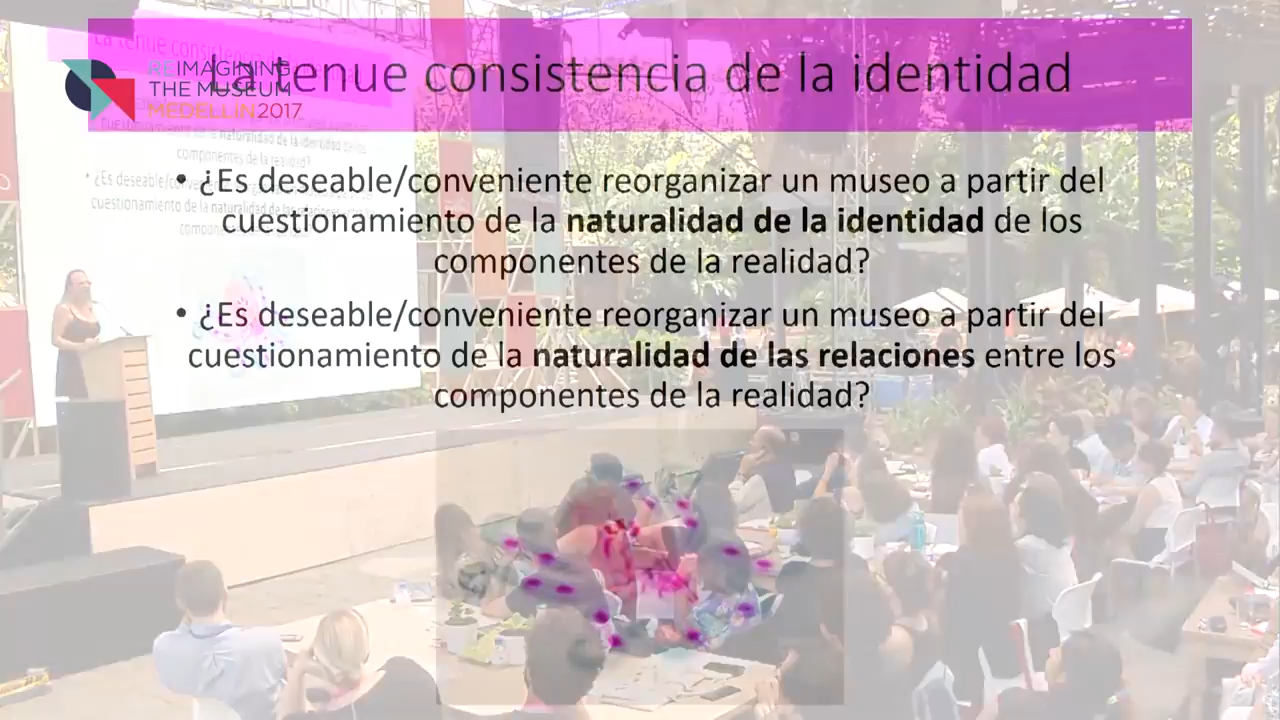 REIMAGINING
THE MUSEUM
MEDELLIN2017
La tenue consistencia de la identidad
• ¿Es deseable/conveniente reorganizar un museo a partir del
cuestionamiento de la naturalidad de la identidad de los
componentes de la realidad?
• ¿Es deseable/conveniente reorganizar un museo a partir del
cuestionamiento de la naturalidad de las relaciones entre los
componentes de la realidad?